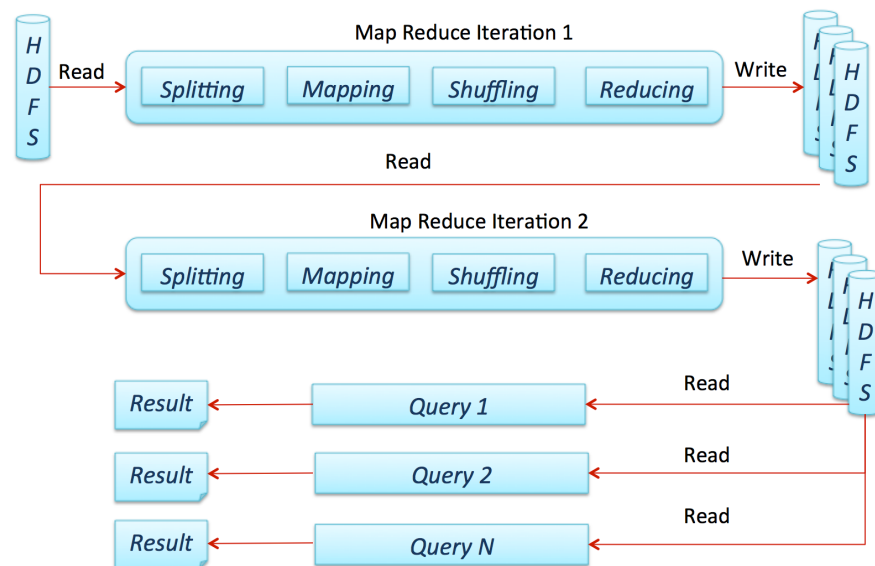 Map Reduce Iteration 1
H
D
F
S
Read
Splitting
Mapping
Shuffling
Reducing
Write
H
D
F
S
Read
Map Reduce Iteration 2
Splitting
Mapping
Shuffling
Reducing
Write
H
D
F
S
Result
Query 1
Read
Result
Query 2
Read
Result
Query N
Read